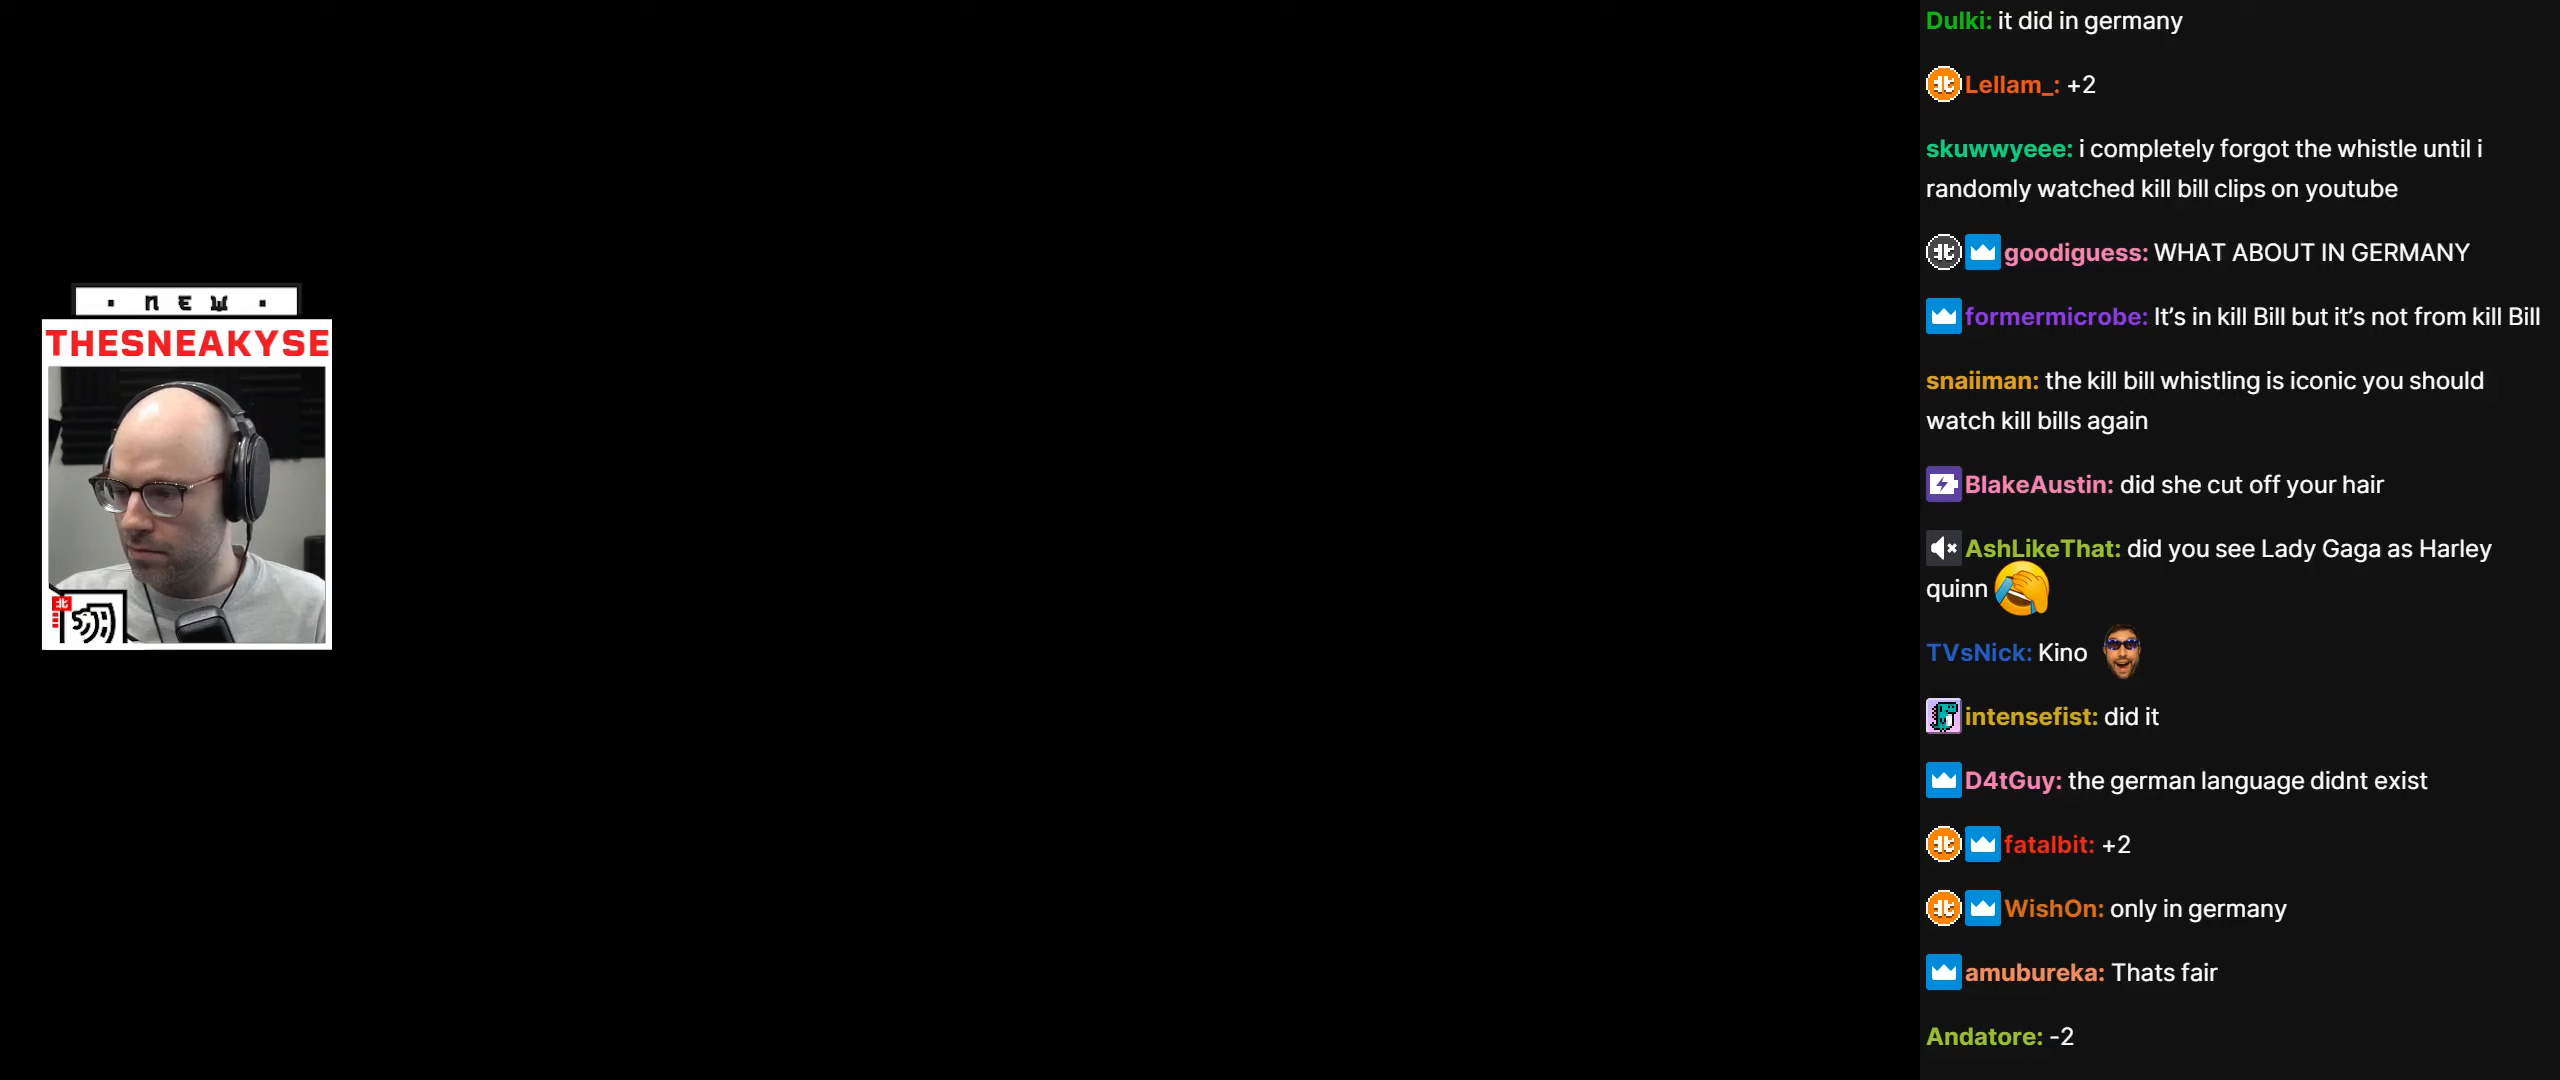 · NEW ·
THESNEAKYSE
Dulki: it did in germany
Lellam_: +2
skuwwyeee: i completely forgot the whistle until i
randomly watched kill bill clips on youtube
goodiguess: WHAT ABOUT IN GERMANY
formermicrobe: It’s in kill Bill but it’s not from kill Bill
snaiiman: the kill bill whistling is iconic you should
watch kill bills again
BlakeAustin: did she cut off your hair
AshLikeThat: did you see Lady Gaga as Harley
quinn
TVsNick: Kino
intensefist: did it
D4tGuy: the german language didnt exist
fatalbit: +2
WishOn: only in germany
amubureka: Thats fair
Andatore: -2